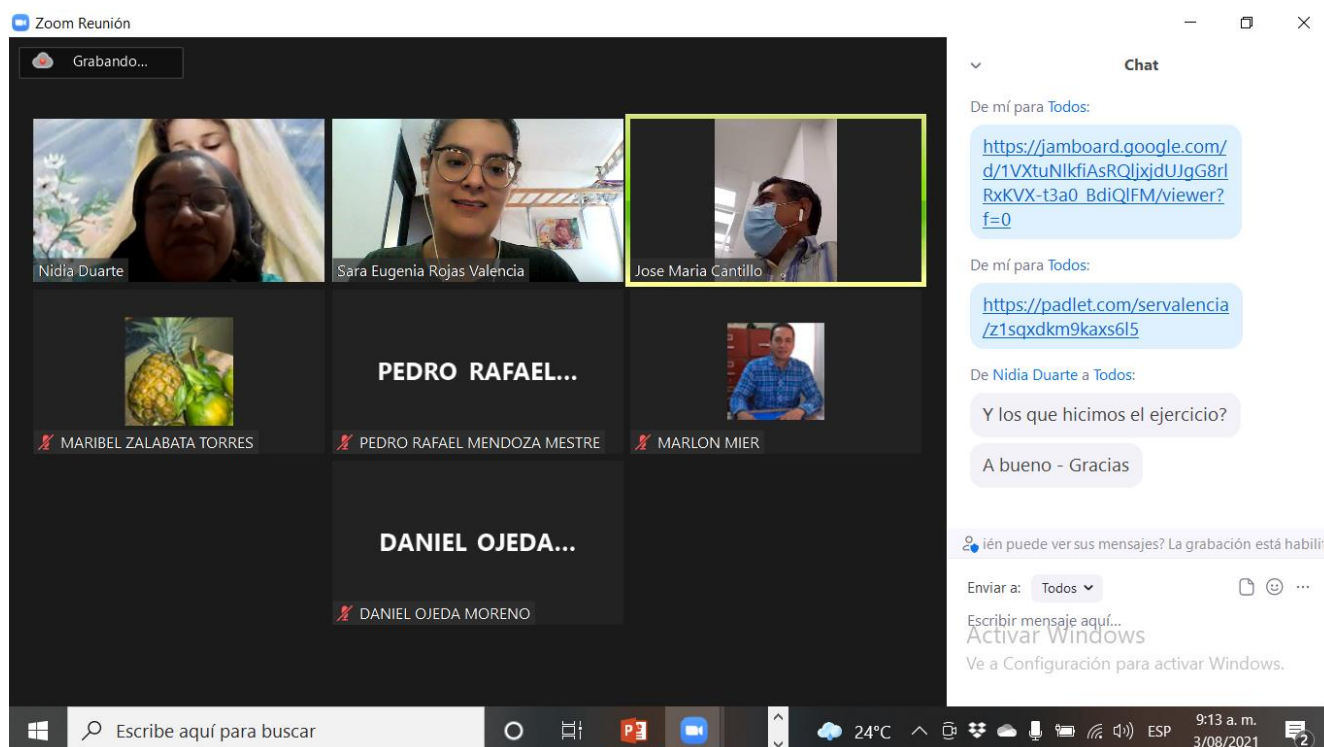 Zoom Reunión
Grabando...
Nidia Duarte
Sara Eugenia Rojas Valencia
Jose Maria Cantillo
PEDRO RAFAEL...
MARIBEL ZALABATA TORRES
PEDRO RAFAEL MENDOZA MESTRE
MARLON MIER
DANIEL OJEDA...
DANIEL OJEDA MORENO
Chat
De mí para Todos:
https://jamboard.google.com/
d/1VXtuNlkfiAsRQljxjdUJgG8rl
RxKVX-t3a0_BdiQlFM/viewer?
f=0
De mí para Todos:
https://padlet.com/servalencia
/z1sqxdkm9kaxs6l5
De Nidia Duarte a Todos:
Y los que hicimos el ejercicio?
A bueno - Gracias
ién puede ver sus mensajes? La grabación está habili
Enviar a: Todos
Escribir mensaje aquí...
Activar Windows
Ve a Configuración para activar Windows.
Escribe aquí para buscar
24°C
ESP
9:13 a. m.
3/08/2021
2